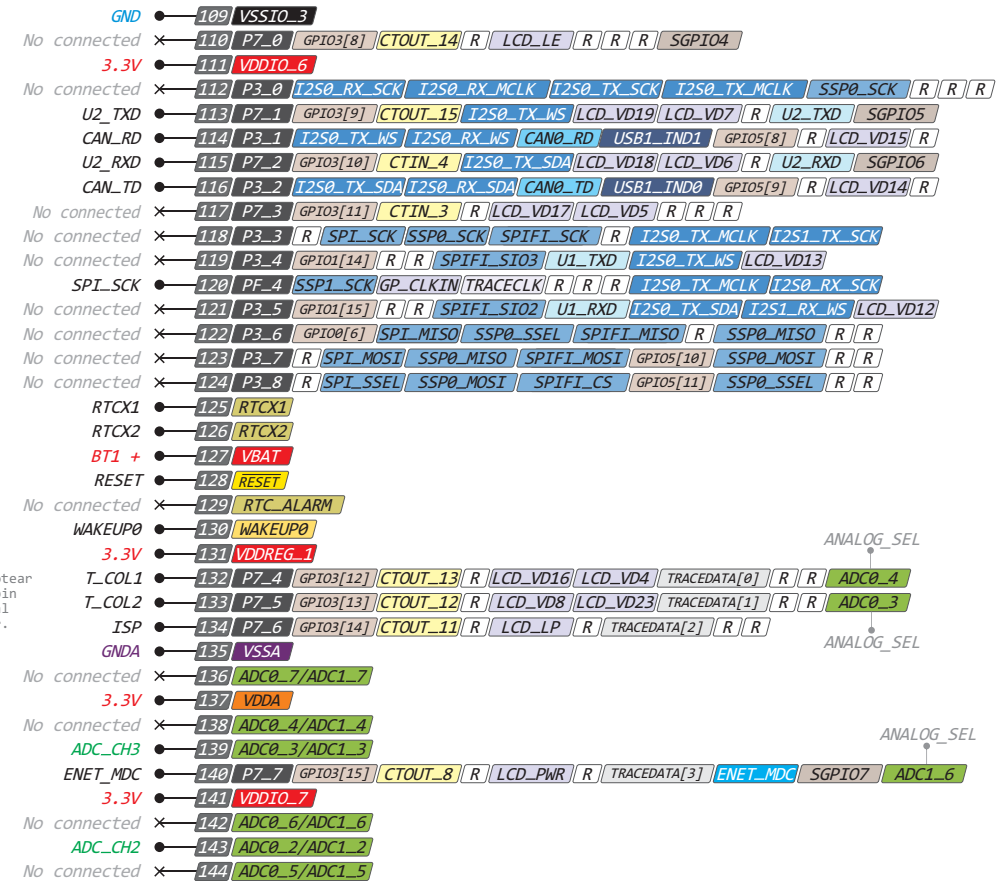 GND 109 VSSIO_3
No connected 110 P7_0 GPIO3[8] CTOUT_14 R LCD_LE R R R SGPIO4
3.3V 111 VDDIO_6
No connected 112 P3_0 I2S0_RX_SCK I2S0_RX_MCLK I2S0_TX_SCK I2S0_TX_MCLK SSP0_SCK R R R
U2_TXD 113 P7_1 GPIO3[9] CTOUT_15 I2S0_TX_WS LCD_VD19 LCD_VD7 R U2_TXD SGPIO5
CAN_RD 114 P3_1 I2S0_TX_WS I2S0_RX_WS CAN0_RD USB1_IND1 GPIO5[8] R LCD_VD15 R
U2_RXD 115 P7_2 GPIO3[10] CTIN_4 I2S0_TX_SDA LCD_VD18 LCD_VD6 R U2_RXD SGPIO6
CAN_TD 116 P3_2 I2S0_TX_SDA I2S0_RX_SDA CAN0_TD USB1_IND0 GPIO5[9] R LCD_VD14 R
No connected 117 P7_3 GPIO3[11] CTIN_3 R LCD_VD17 LCD_VD5 R R R
No connected 118 P3_3 R SPI_SCK SSP0_SCK SPIFI_SCK R I2S0_TX_MCLK I2S1_TX_SCK
No connected 119 P3_4 GPIO1[14] R R SPIFI_SIO3 U1_TXD I2S0_TX_WS LCD_VD13
SPI_SCK 120 PF_4 SSP1_SCK GP_CLKIN TRACECLK R R R I2S0_TX_MCLK I2S0_RX_SCK
No connected 121 P3_5 GPIO1[15] R R SPIFI_SIO2 U1_RXD I2S0_TX_SDA I2S1_RX_WS LCD_VD12
No connected 122 P3_6 GPIO0[6] SPI_MISO SSP0_SSEL SPIFI_MISO R SSP0_MISO R R
No connected 123 P3_7 R SPI_MOSI SSP0_MISO SPIFI_MOSI GPIO5[10] SSP0_MOSI R R
No connected 124 P3_8 R SPI_SSEL SSP0_MOSI SPIFI_CS GPIO5[11] SSP0_SSEL R R
RTCX1 125 RTCX1
RTCX2 126 RTCX2
BT1 + 127 VBAT
RESET 128 RESET
No connected 129 RTC_ALARM
WAKEUP0 130 WAKEUP0
3.3V 131 VDDREG_1
ANALOG_SEL
T_COL1 132 P7_4 GPIO3[12] CTOUT_13 R LCD_VD16 LCD_VD4 TRACEDATA[0] R R ADC0_4
T_COL2 133 P7_5 GPIO3[13] CTOUT_12 R LCD_VD8 LCD_VD23 TRACEDATA[1] R R ADC0_3
ISP 134 P7_6 GPIO3[14] CTOUT_11 R LCD_LP R TRACEDATA[2] R R
ANALOG_SEL
GNDA 135 VSSA
No connected 136 ADC0_7/ADC1_7
3.3V 137 VDDA
No connected 138 ADC0_4/ADC1_4
ANALOG_SEL
ADC_CH3 139 ADC0_3/ADC1_3
ENET_MDC 140 P7_7 GPIO3[15] CTOUT_8 R LCD_PWR R TRACEDATA[3] ENET_MDC SGPIO7 ADC1_6
3.3V 141 VDDIO_7
No connected 142 ADC0_6/ADC1_6
ADC_CH2 143 ADC0_2/ADC1_2
No connected 144 ADC0_5/ADC1_5